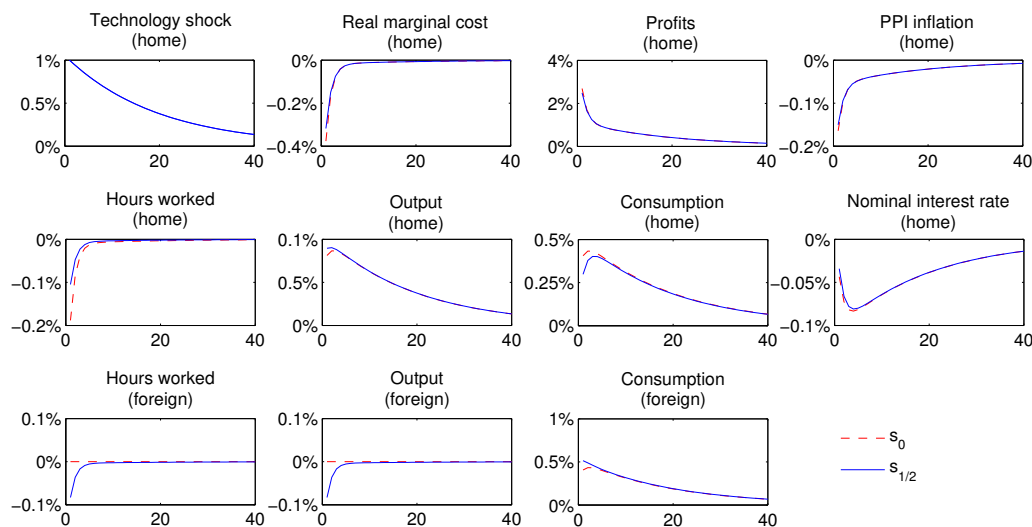 Technology shock
(home)
1%
0.5%
0%
0
20
40
Real marginal cost
(home)
0%
−0.2%
−0.4%
0
20
40
Profits
(home)
4%
2%
0%
0
20
40
PPI inflation
(home)
0%
−0.1%
−0.2%
0
20
40
Hours worked
(home)
0%
−0.1%
−0.2%
0
20
40
Output
(home)
0.1%
0.5%
0%
0
20
40
Consumption
(home)
0.5%
0.25%
0%
0
20
40
Nominal interest rate
(home)
0%
−0.05%
−0.1%
0
20
40
Hours worked
(foreign)
0.1%
0%
−0.1%
0
20
40
Output
(foreign)
0.1%
0%
−0.1%
0
20
40
Consumption
(foreign)
1%
0.5%
0%
0
20
40
s0
s1/2